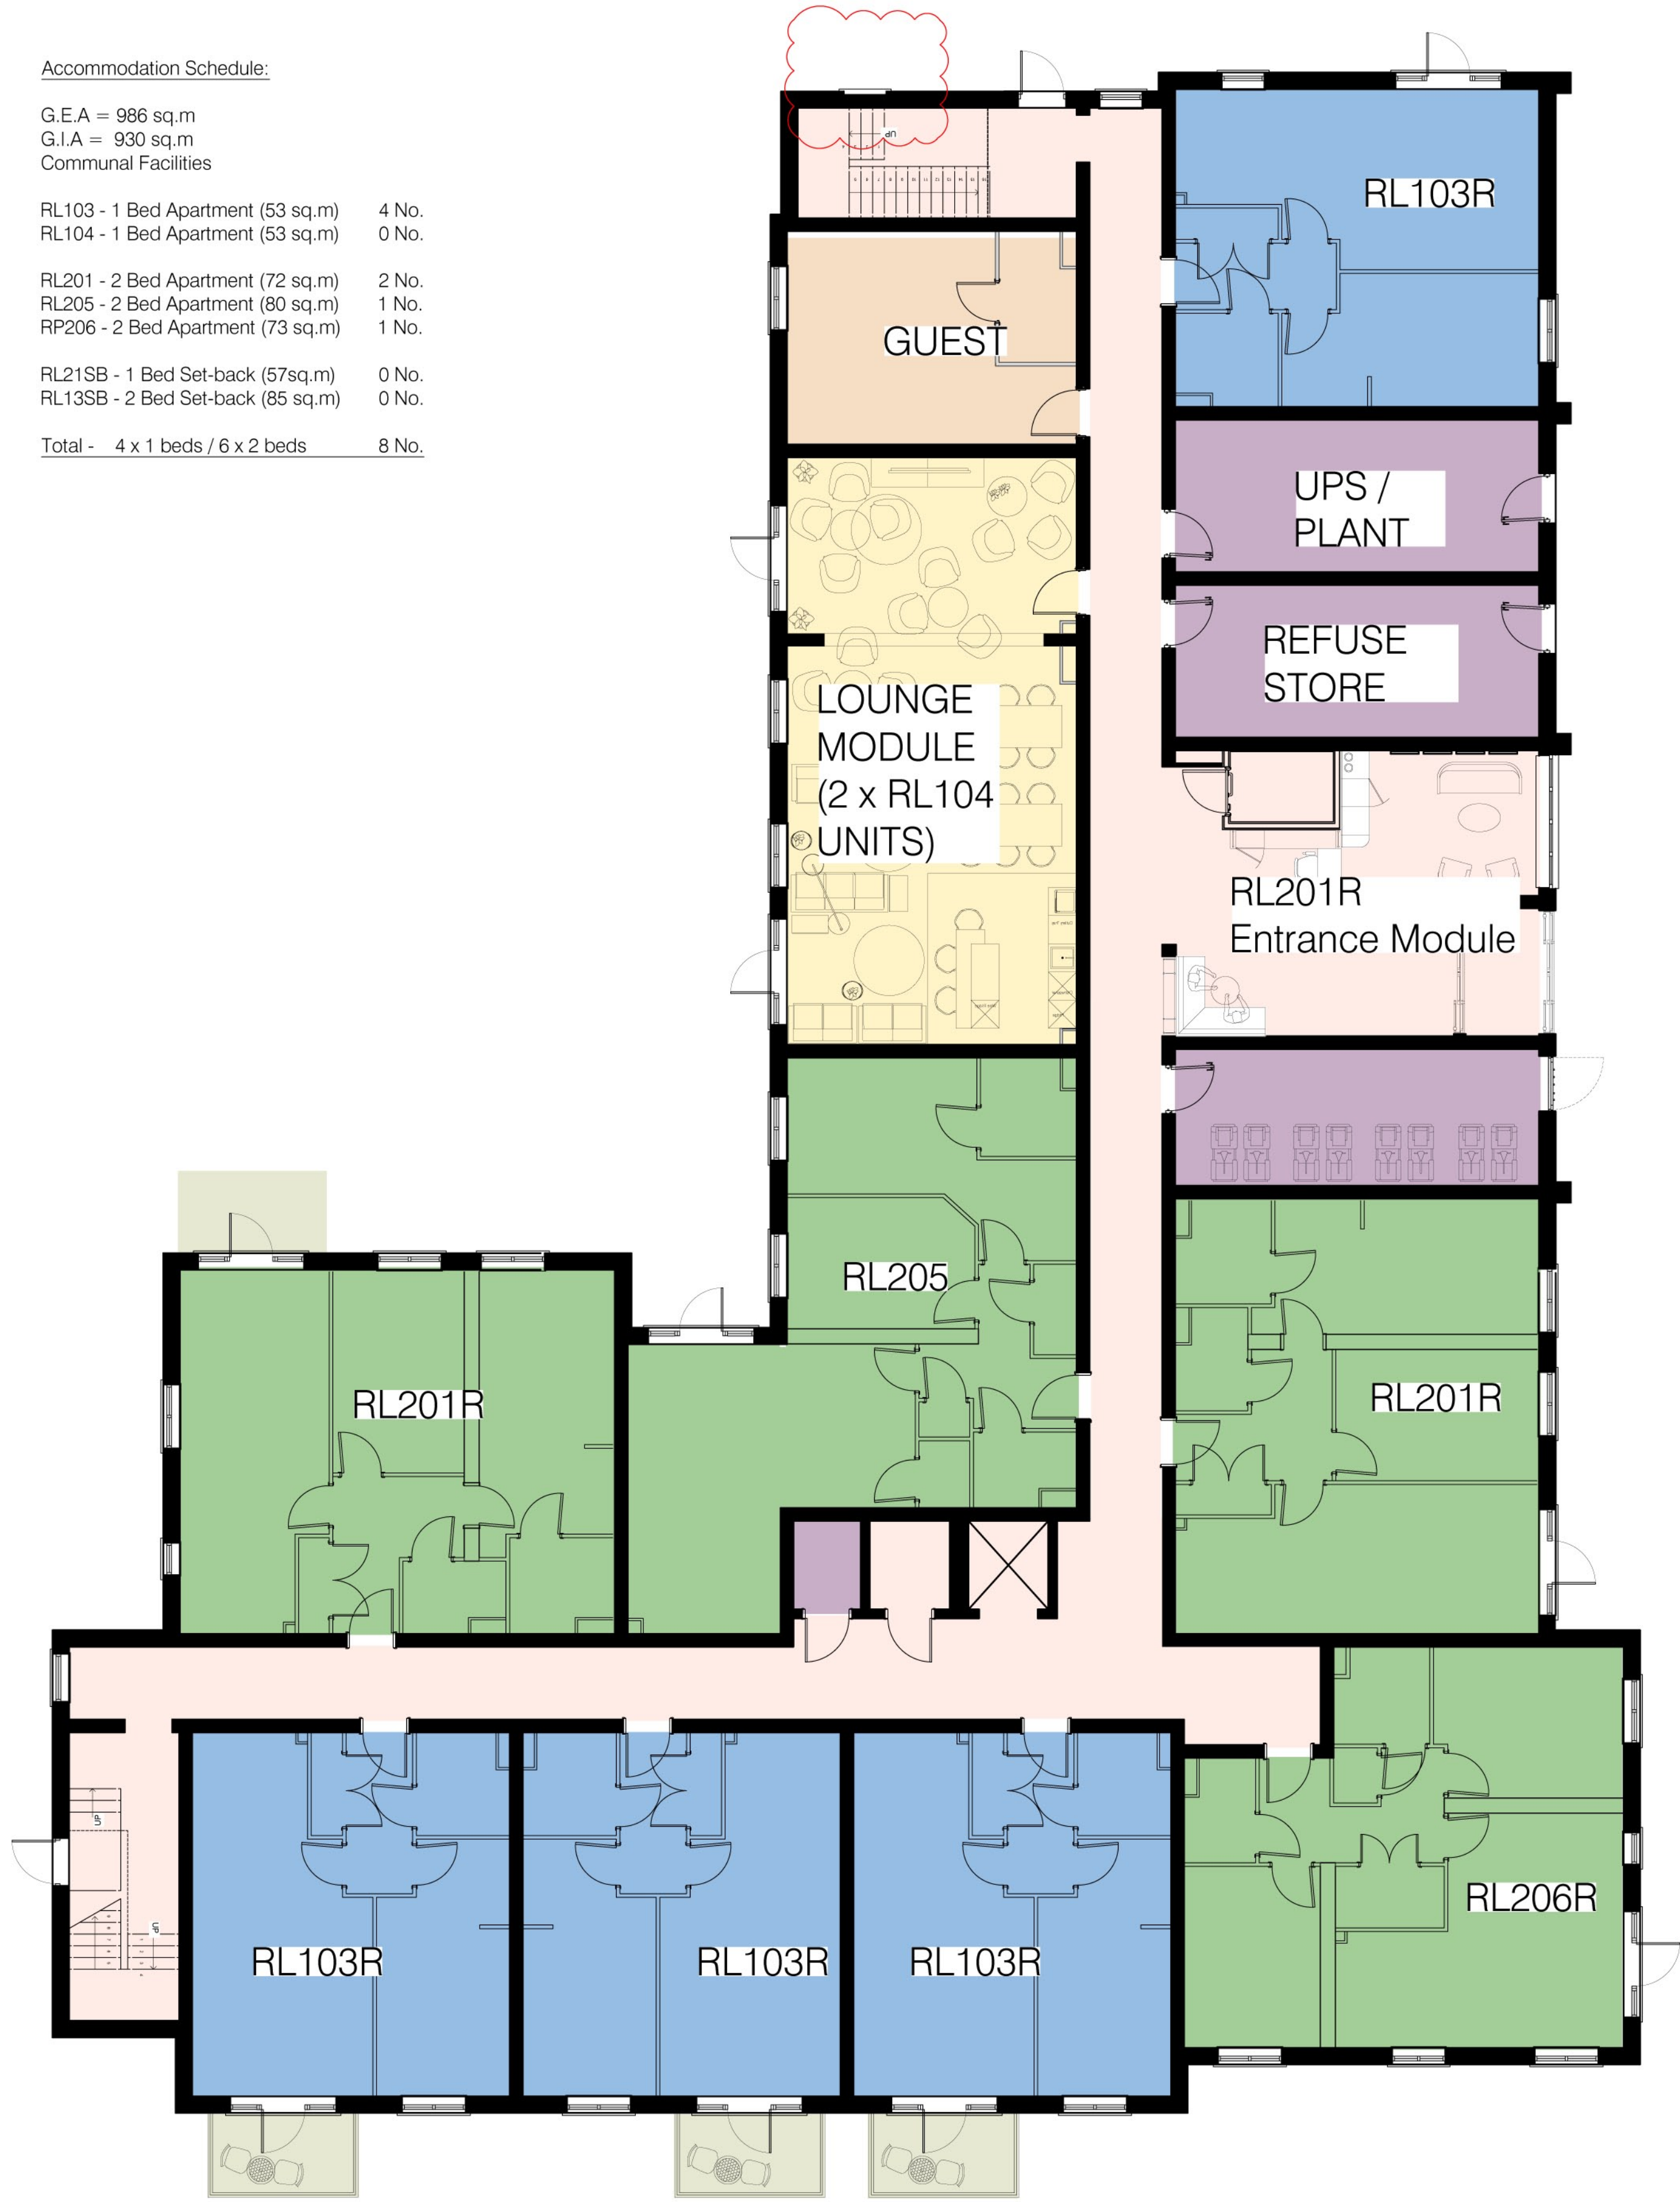 Accommodation Schedule:
G.E.A = 986 sq.m
G.I.A = 930 sq.m
Communal Facilities
RL103 - 1 Bed Apartment (53 sq.m) 4 No.
RL104 - 1 Bed Apartment (53 sq.m) 0 No.
RL201 - 2 Bed Apartment (72 sq.m) 2 No.
RL205 - 2 Bed Apartment (80 sq.m) 1 No.
RP206 - 2 Bed Apartment (73 sq.m) 1 No.
RL21SB - 1 Bed Set-back (57sq.m) 0 No.
RL13SB - 2 Bed Set-back (85 sq.m) 0 No.
Total - 4 x 1 beds / 6 x 2 beds 8 No.
UP
RL103R
GUEST
UPS /
PLANT
REFUSE
STORE
LOUNGE
MODULE
(2 x RL104
UNITS)
RL201R
Entrance Module
RL205
RL201R
RL201R
UP
UP
RL206R
RL103R
RL103R
RL103R